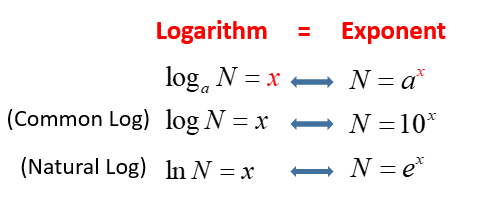 Logarithm = Exponent
logₐ N = x ⟷ N = aˣ
(Common Log) log N = x ⟷ N = 10ˣ
(Natural Log) ln N = x ⟷ N = eˣ